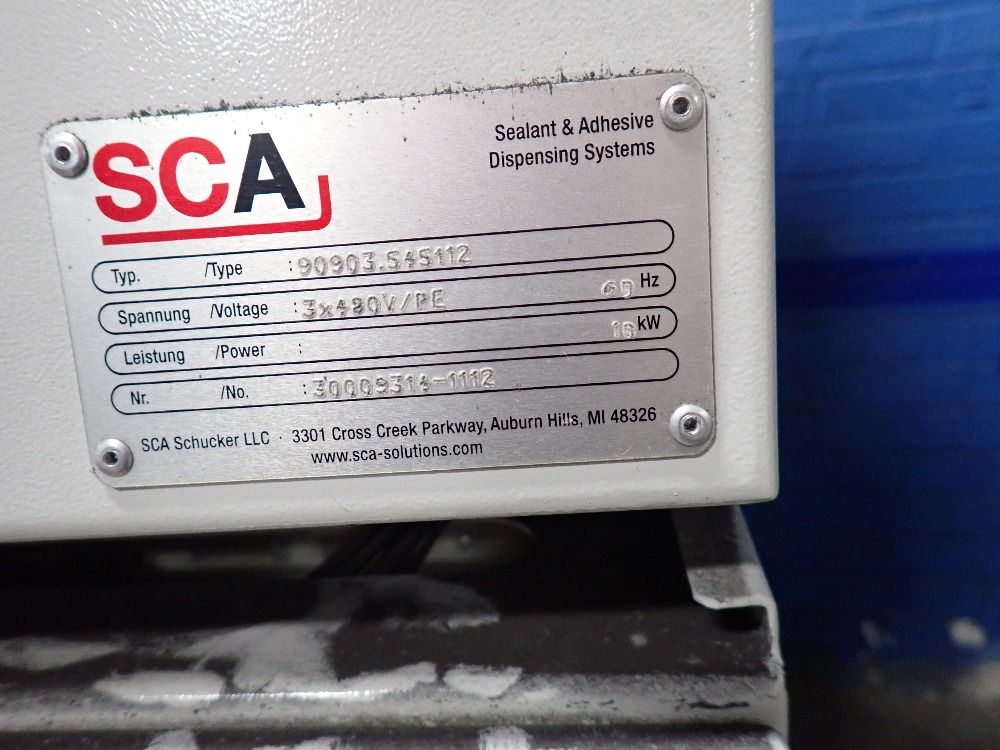 SCA
Sealant & Adhesive
Dispensing Systems
Typ. /Type : 90903.545112
Spannung /Voltage : 3x480V/PE 60 Hz
Leistung /Power : 16 kW
Nr. /No. : 30009314-1112
SCA Schucker LLC · 3301 Cross Creek Parkway, Auburn Hills, MI 48326
www.sca-solutions.com